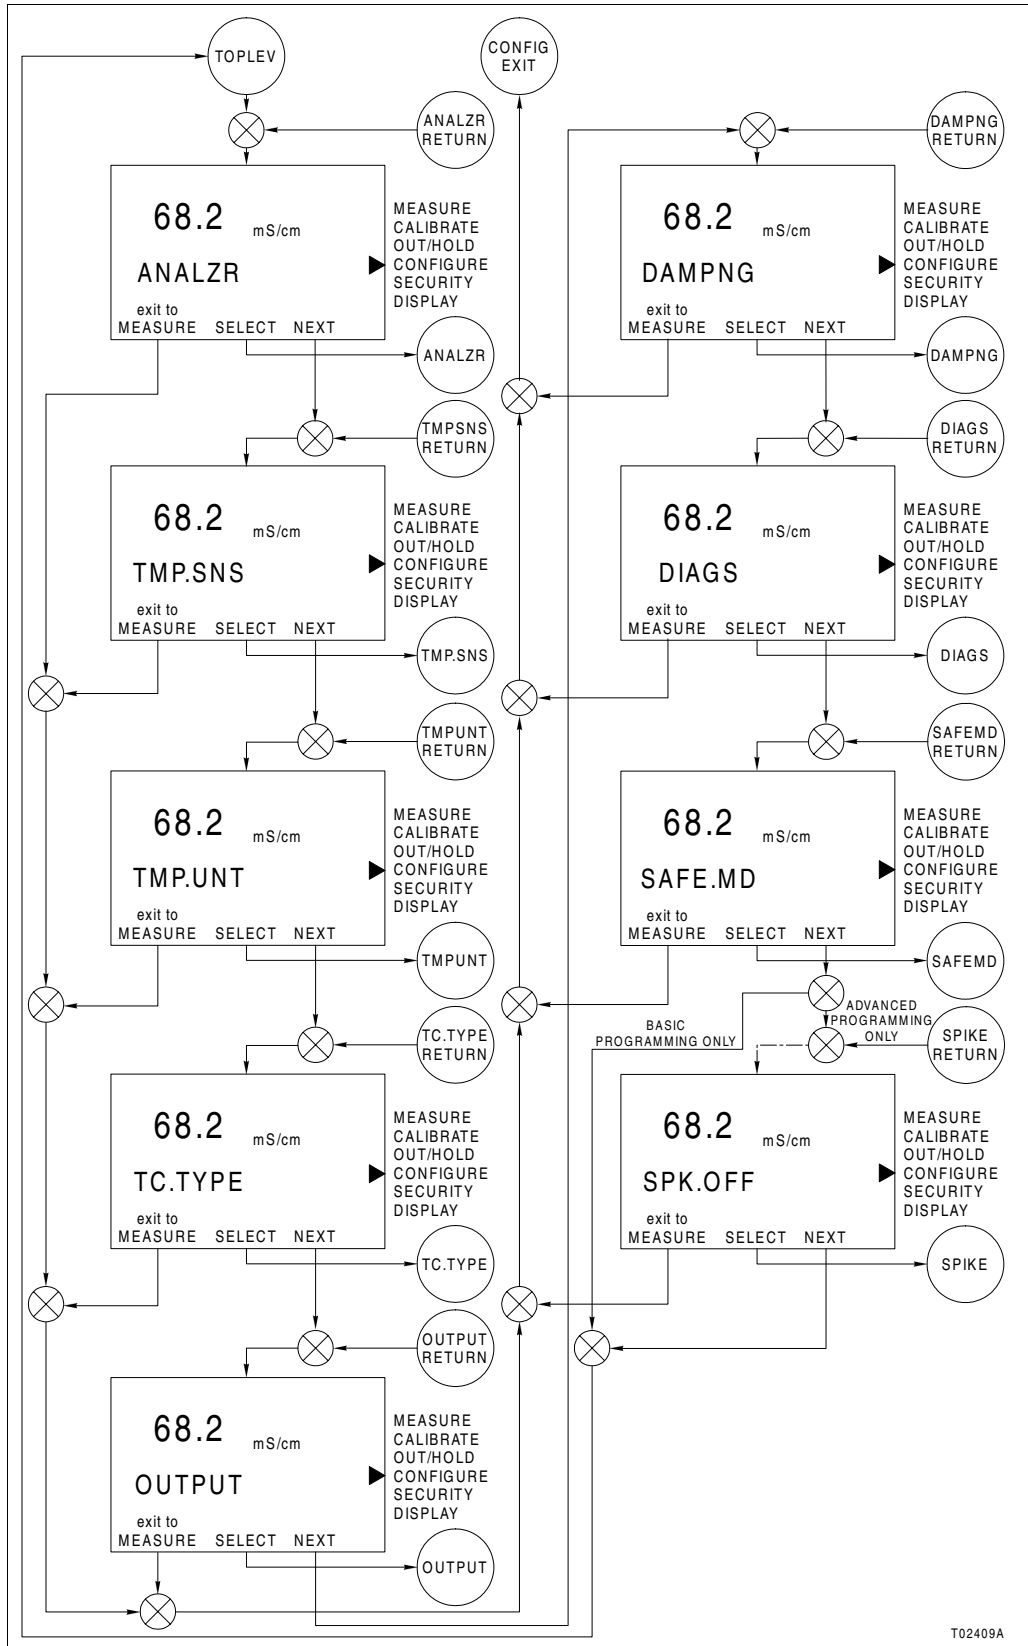 TOPLEV
CONFIG
EXIT
ANALZR
RETURN
68.2 mS/cm
ANALZR
exit to
MEASURE SELECT NEXT
MEASURE
CALIBRATE
OUT/HOLD
CONFIGURE
SECURITY
DISPLAY
ANALZR
TMPSNS
RETURN
68.2 mS/cm
TMP.SNS
exit to
MEASURE SELECT NEXT
MEASURE
CALIBRATE
OUT/HOLD
CONFIGURE
SECURITY
DISPLAY
TMP.SNS
TMPUNT
RETURN
68.2 mS/cm
TMP.UNT
exit to
MEASURE SELECT NEXT
MEASURE
CALIBRATE
OUT/HOLD
CONFIGURE
SECURITY
DISPLAY
TMPUNT
TC.TYPE
RETURN
68.2 mS/cm
TC.TYPE
exit to
MEASURE SELECT NEXT
MEASURE
CALIBRATE
OUT/HOLD
CONFIGURE
SECURITY
DISPLAY
TC.TYPE
OUTPUT
RETURN
68.2 mS/cm
OUTPUT
exit to
MEASURE SELECT NEXT
MEASURE
CALIBRATE
OUT/HOLD
CONFIGURE
SECURITY
DISPLAY
OUTPUT
DAMPNG
RETURN
68.2 mS/cm
DAMPNG
exit to
MEASURE SELECT NEXT
MEASURE
CALIBRATE
OUT/HOLD
CONFIGURE
SECURITY
DISPLAY
DAMPNG
DIAGS
RETURN
68.2 mS/cm
DIAGS
exit to
MEASURE SELECT NEXT
MEASURE
CALIBRATE
OUT/HOLD
CONFIGURE
SECURITY
DISPLAY
DIAGS
SAFEMD
RETURN
68.2 mS/cm
SAFE.MD
exit to
MEASURE SELECT NEXT
MEASURE
CALIBRATE
OUT/HOLD
CONFIGURE
SECURITY
DISPLAY
SAFEMD
BASIC
PROGRAMMING ONLY
ADVANCED
PROGRAMMING
ONLY
SPIKE
RETURN
68.2 mS/cm
SPK.OFF
exit to
MEASURE SELECT NEXT
MEASURE
CALIBRATE
OUT/HOLD
CONFIGURE
SECURITY
DISPLAY
SPIKE
T02409A